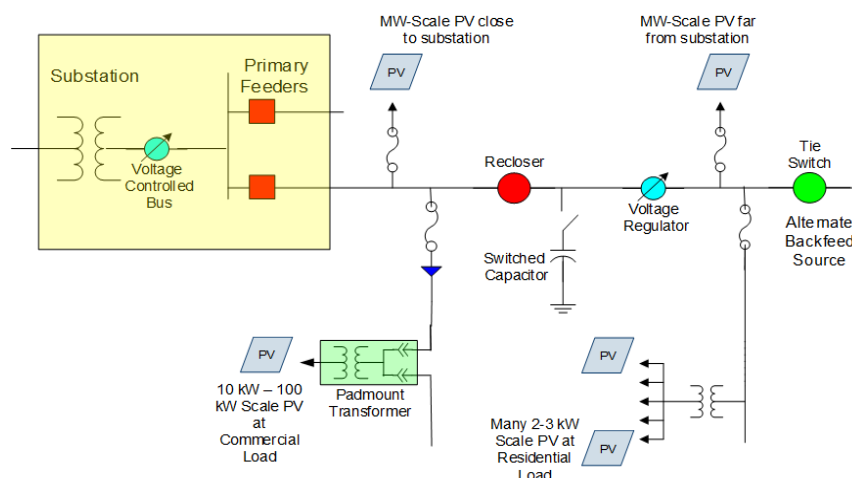 MW-Scale PV close
to substation
MW-Scale PV far
from substation
Substation
Primary
Feeders
PV
PV
Voltage
Controlled
Bus
Recloser
Tie
Switch
Voltage
Regulator
Alternate
Backfeed
Source
Switched
Capacitor
PV
10 kW – 100
kW Scale PV
at
Commercial
Load
Padmount
Transformer
PV
Many 2-3 kW
Scale PV at
Residential
Load
PV